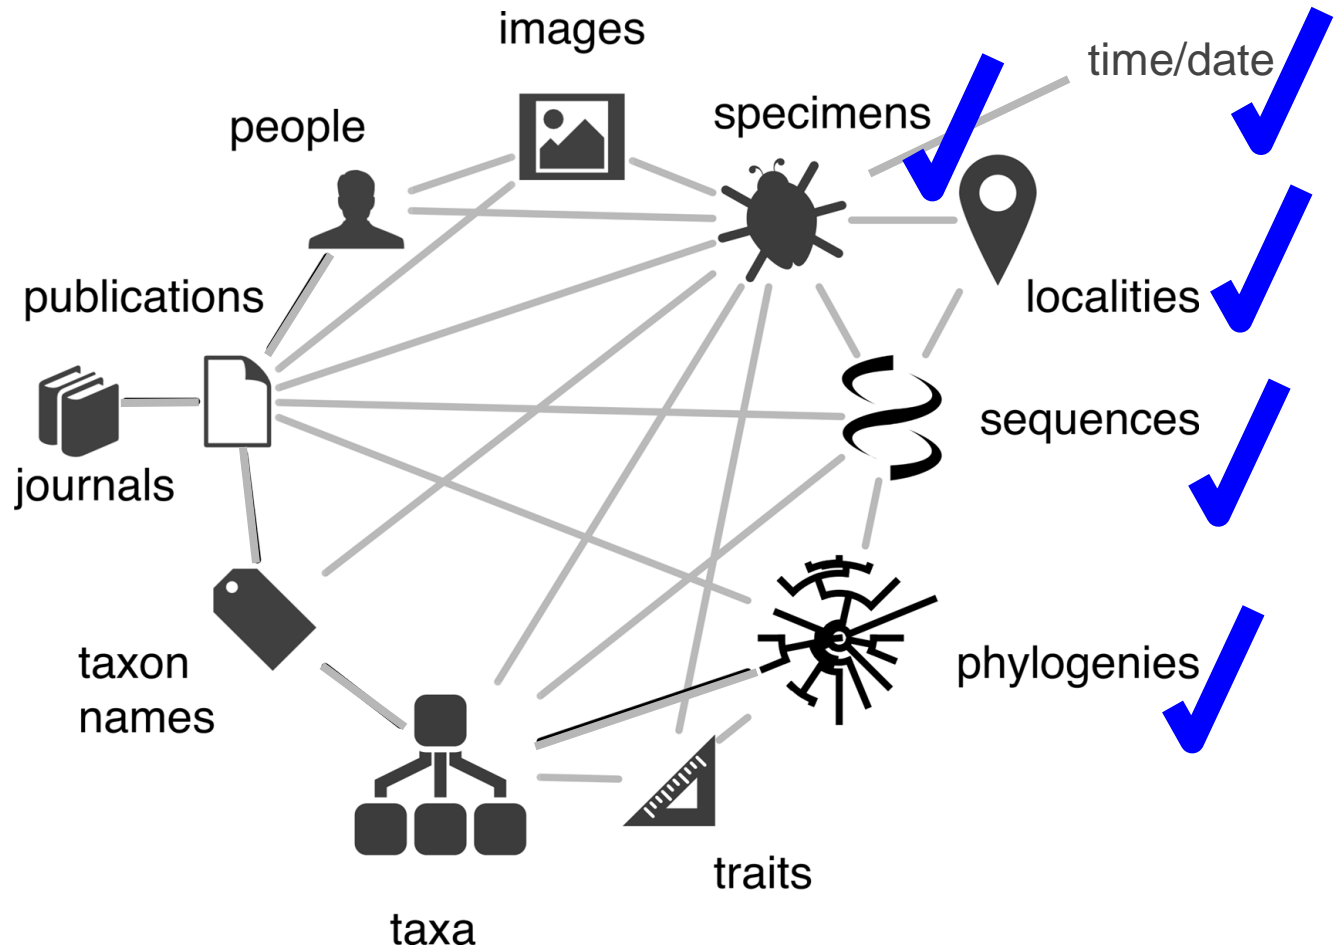 images
time/date
specimens
people
publications
localities
sequences
journals
taxon
names
phylogenies
traits
taxa